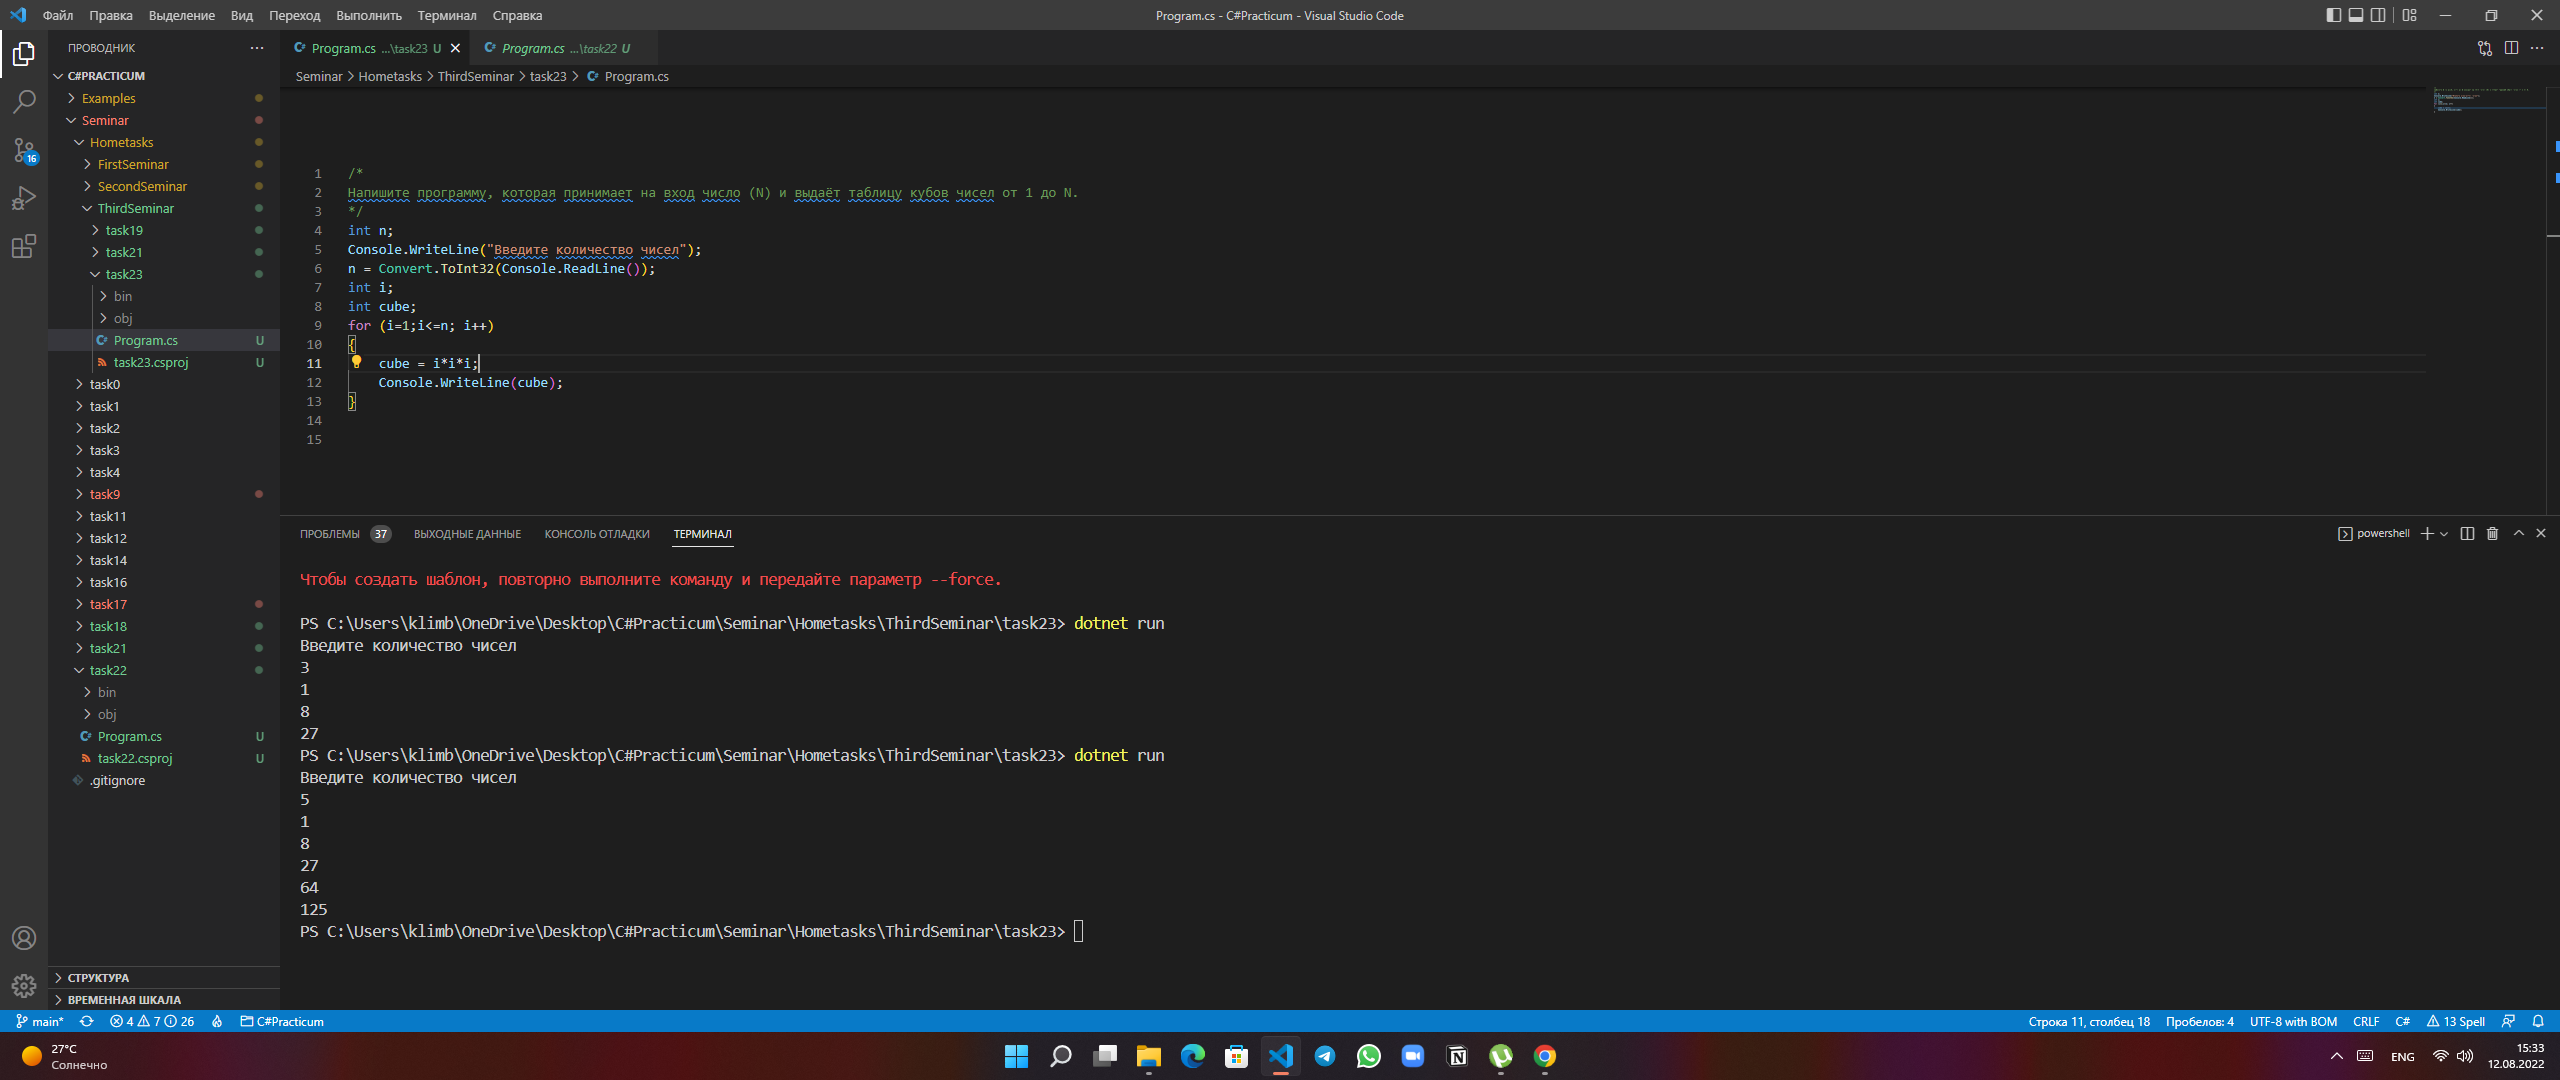 Файл Правка Выделение Вид Переход Выполнить Терминал Справка
Program.cs - C#Practicum - Visual Studio Code
ПРОВОДНИК
Program.cs ...\task23 U
Program.cs ...\task22 U
C#PRACTICUM
Seminar > Hometasks > ThirdSeminar > task23 > Program.cs
Examples
Seminar
Hometasks
FirstSeminar
SecondSeminar
ThirdSeminar
task19
task21
task23
bin
obj
Program.cs U
task23.csproj U
task0
task1
task2
task3
task4
task9
task11
task12
task14
task16
task17
task18
task21
task22
bin
obj
Program.cs U
task22.csproj U
.gitignore
СТРУКТУРА
ВРЕМЕННАЯ ШКАЛА
16
1 /*
2 Напишите программу, которая принимает на вход число (N) и выдаёт таблицу кубов чисел от 1 до N.
3 */
4 int n;
5 Console.WriteLine("Введите количество чисел");
6 n = Convert.ToInt32(Console.ReadLine());
7 int i;
8 int cube;
9 for (i=1;i<=n; i++)
10 {
11 cube = i*i*i;
12 Console.WriteLine(cube);
13 }
14
15
ПРОБЛЕМЫ 37 ВЫХОДНЫЕ ДАННЫЕ КОНСОЛЬ ОТЛАДКИ ТЕРМИНАЛ
powershell
Чтобы создать шаблон, повторно выполните команду и передайте параметр --force.
PS C:\Users\klimb\OneDrive\Desktop\C#Practicum\Seminar\Hometasks\ThirdSeminar\task23> dotnet run
Введите количество чисел
3
1
8
27
PS C:\Users\klimb\OneDrive\Desktop\C#Practicum\Seminar\Hometasks\ThirdSeminar\task23> dotnet run
Введите количество чисел
5
1
8
27
64
125
PS C:\Users\klimb\OneDrive\Desktop\C#Practicum\Seminar\Hometasks\ThirdSeminar\task23>
main* 4 7 26 C#Practicum
Строка 11, столбец 18 Пробелов: 4 UTF-8 with BOM CRLF C# 13 Spell
27°C
Солнечно
ENG
15:33
12.08.2022